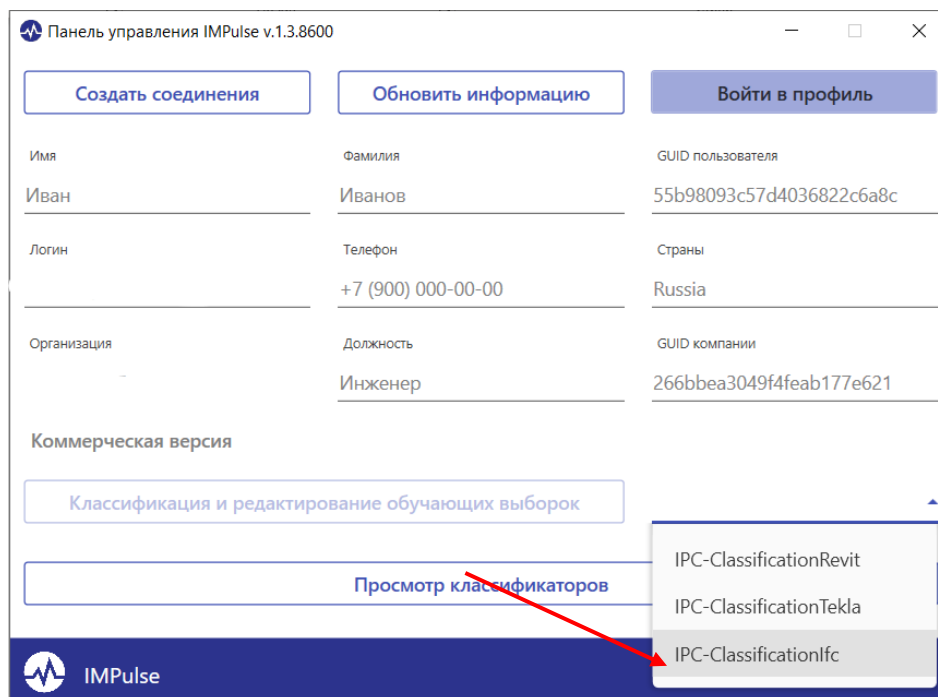 Панель управления IMPulse v.1.3.8600
Создать соединения
Обновить информацию
Войти в профиль
Имя
Фамилия
GUID пользователя
Иван
Иванов
55b98093c57d4036822c6a8c
Логин
Телефон
Страны
+7 (900) 000-00-00
Russia
Организация
Должность
GUID компании
Инженер
266bbea3049f4feab177e621
Коммерческая версия
Классификация и редактирование обучающих выборок
IPC-ClassificationRevit
Просмотр классификаторов
IPC-ClassificationTekla
IPC-ClassificationIfc
IMPulse